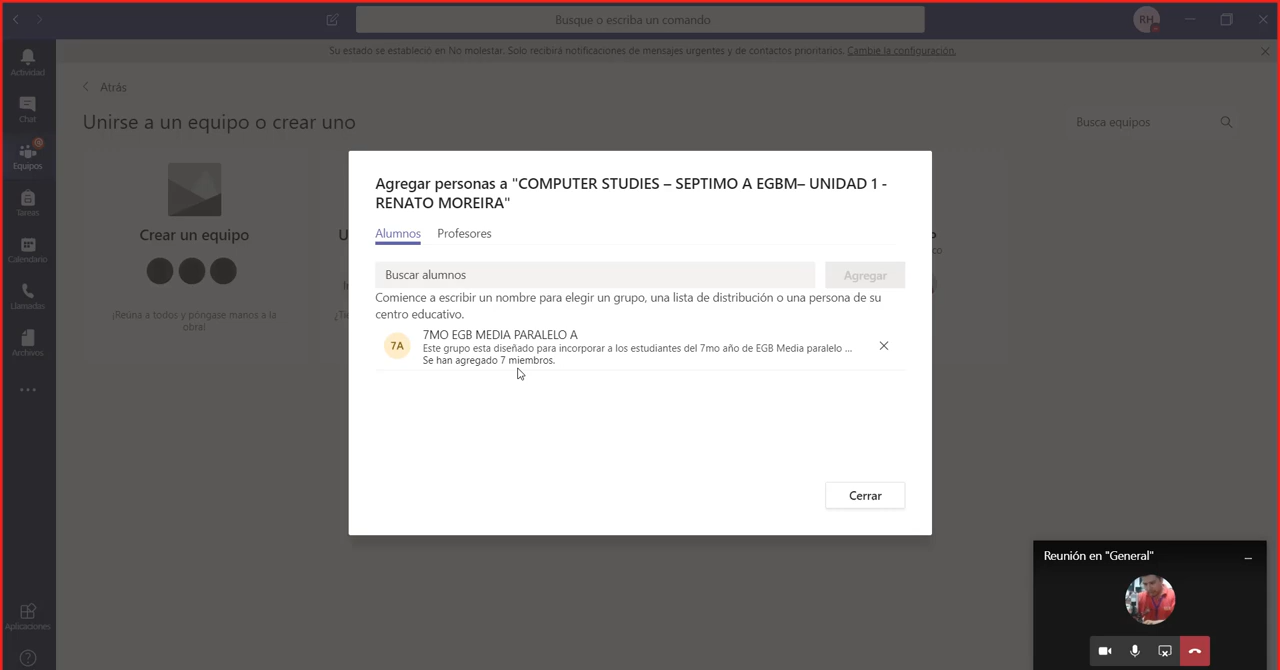 Busque o escriba un comando
RH
Su estado se estableció en No molestar. Solo recibirá notificaciones de mensajes urgentes y de contactos prioritarios. Cambie la configuración.
Actividad
Chat
Equipos
Tareas
Calendario
Llamadas
Archivos
Aplicaciones
Atrás
Unirse a un equipo o crear uno
Busca equipos
Crear un equipo
¡Reúna a todos y póngase manos a la
obra!
Agregar personas a "COMPUTER STUDIES – SEPTIMO A EGBM– UNIDAD 1 -
RENATO MOREIRA"
Alumnos Profesores
Buscar alumnos
Agregar
Comience a escribir un nombre para elegir un grupo, una lista de distribución o una persona de su
centro educativo.
7A
7MO EGB MEDIA PARALELO A
Este grupo esta diseñado para incorporar a los estudiantes del 7mo año de EGB Media paralelo ...
Se han agregado 7 miembros.
Cerrar
Reunión en "General"